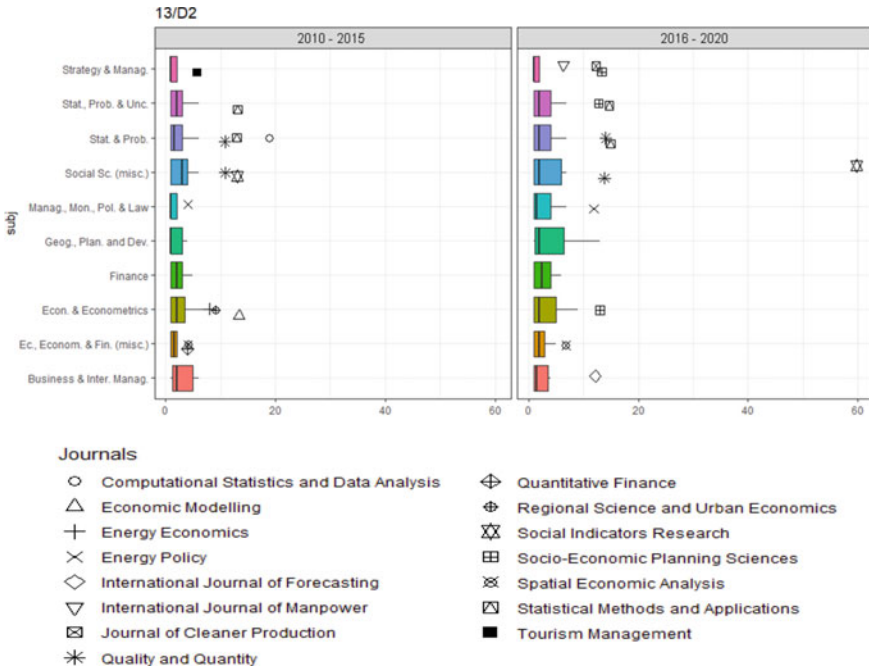 13/D2
2010 - 2015
2016 - 2020
subj
Strategy & Manag.
Stat., Prob. & Unc.
Stat. & Prob.
Social Sc. (misc.)
Manag., Mon., Pol. & Law
Geog., Plan. and Dev.
Finance
Econ. & Econometrics
Ec., Econom. & Fin. (misc.)
Business & Inter. Manag.
0 20 40 60
0 20 40 60
Journals
Computational Statistics and Data Analysis
Economic Modelling
Energy Economics
Energy Policy
International Journal of Forecasting
International Journal of Manpower
Journal of Cleaner Production
Quality and Quantity
Quantitative Finance
Regional Science and Urban Economics
Social Indicators Research
Socio-Economic Planning Sciences
Spatial Economic Analysis
Statistical Methods and Applications
Tourism Management